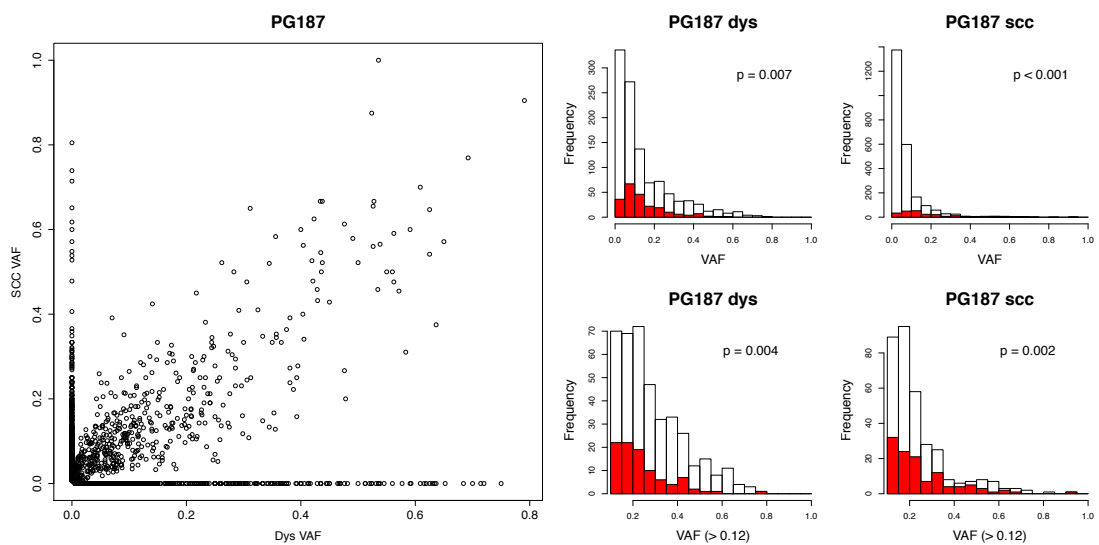 PG187
SCC VAF
0.0 0.2 0.4 0.6 0.8 1.0
0.0 0.2 0.4 0.6 0.8
Dys VAF
PG187 dys
p = 0.007
Frequency
0 50 100 150 200 250 300
0.0 0.2 0.4 0.6 0.8 1.0
VAF
PG187 scc
p < 0.001
Frequency
0 200 400 600 800 1200
0.0 0.2 0.4 0.6 0.8 1.0
VAF
PG187 dys
p = 0.004
Frequency
0 10 20 30 40 50 60 70
0.2 0.4 0.6 0.8 1.0
VAF (> 0.12)
PG187 scc
p = 0.002
Frequency
0 20 40 60 80
0.2 0.4 0.6 0.8 1.0
VAF (> 0.12)